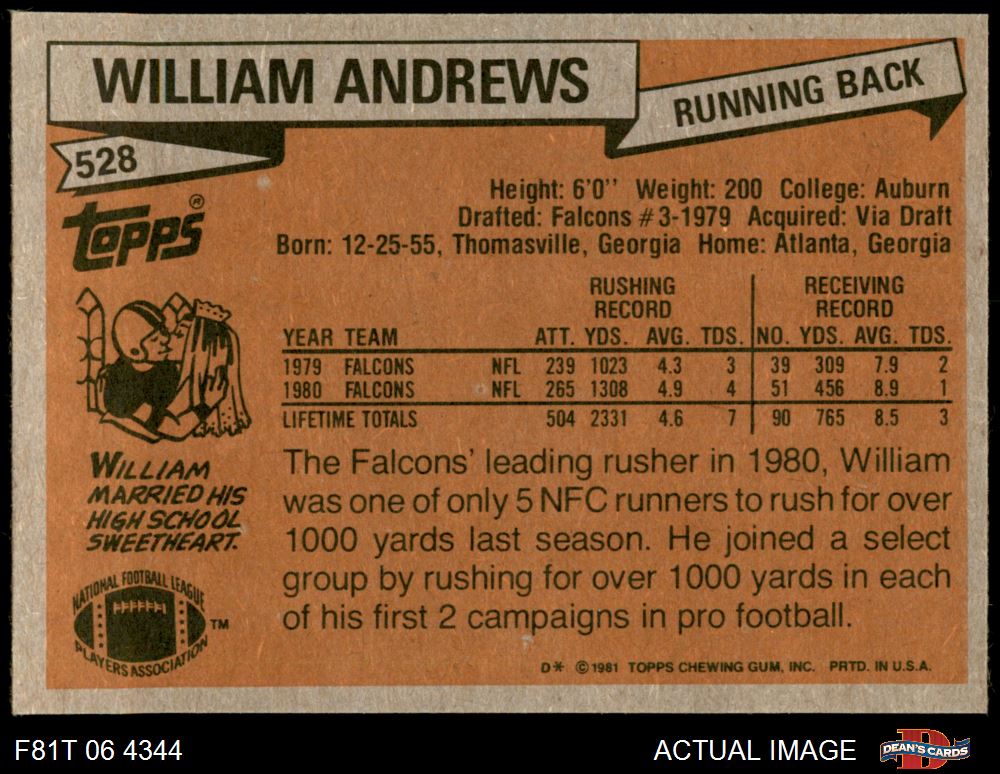 WILLIAM ANDREWS
RUNNING BACK
528
TOPPS®
Height: 6'0" Weight: 200 College: Auburn
Drafted: Falcons #3-1979 Acquired: Via Draft
Born: 12-25-55, Thomasville, Georgia Home: Atlanta, Georgia
RUSHING RECORD RECEIVING RECORD
YEAR TEAM ATT. YDS. AVG. TDS. NO. YDS. AVG. TDS.
1979 FALCONS NFL 239 1023 4.3 3 39 309 7.9 2
1980 FALCONS NFL 265 1308 4.9 4 51 456 8.9 1
LIFETIME TOTALS 504 2331 4.6 7 90 765 8.5 3
WILLIAM
MARRIED HIS
HIGH SCHOOL
SWEETHEART.
The Falcons' leading rusher in 1980, William
was one of only 5 NFC runners to rush for over
1000 yards last season. He joined a select
group by rushing for over 1000 yards in each
of his first 2 campaigns in pro football.
NATIONAL FOOTBALL LEAGUE
PLAYERS ASSOCIATION
TM
D* ©1981 TOPPS CHEWING GUM, INC. PRTD. IN U.S.A.
F81T 06 4344
ACTUAL IMAGE
DEAN'S CARDS